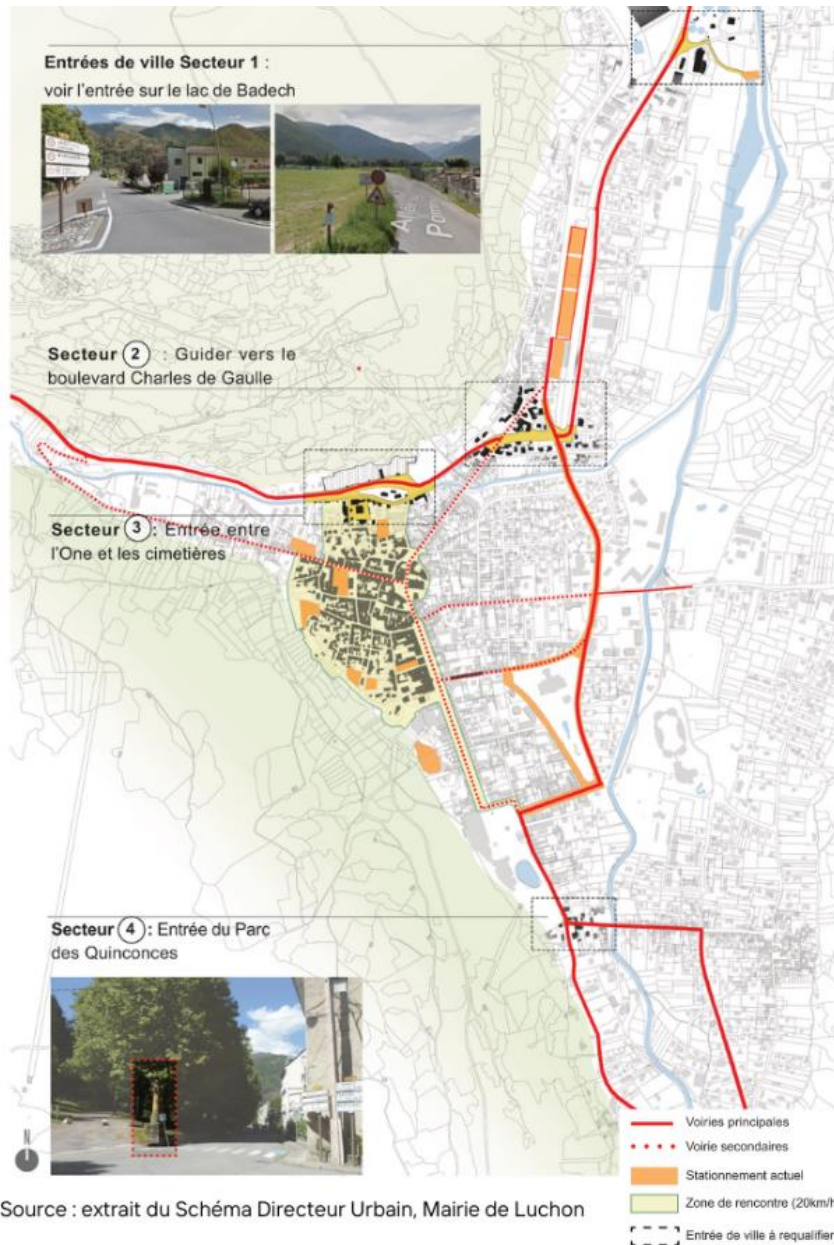 Entrées de ville Secteur 1 :
voir l'entrée sur le lac de Badech
Secteur 2 : Guider vers le
boulevard Charles de Gaulle
Secteur 3 : Entrée entre
l'One et les cimetières
Secteur 4 : Entrée du Parc
des Quinconces
N
Voiries principales
Voirie secondaires
Stationnement actuel
Zone de rencontre (20km/h
Entrée de ville à requalifier
Source : extrait du Schéma Directeur Urbain, Mairie de Luchon